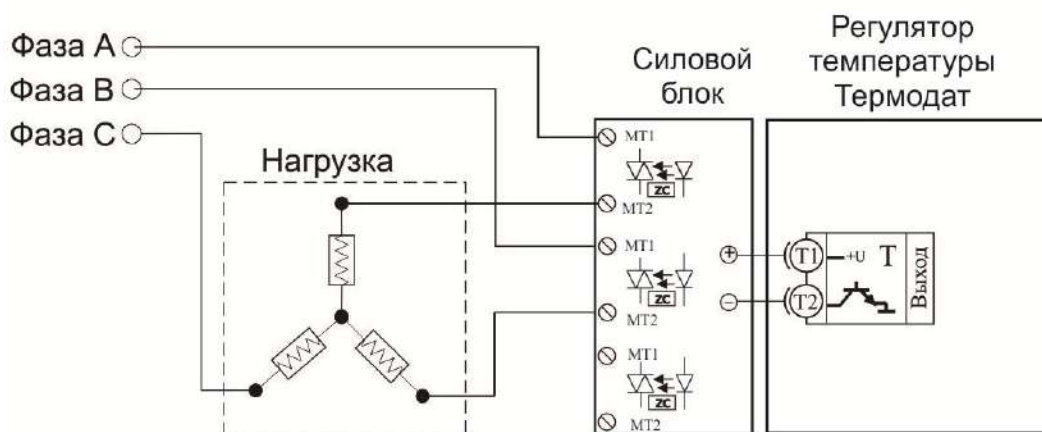 Фаза A
Фаза B
Фаза C
Нагрузка
Силовой
блок
Регулятор
температуры
Термодат
MT1
ZC
MT2
MT1
ZC
MT2
MT1
ZC
MT2
+
−
T1
T2
+U
T
Выход